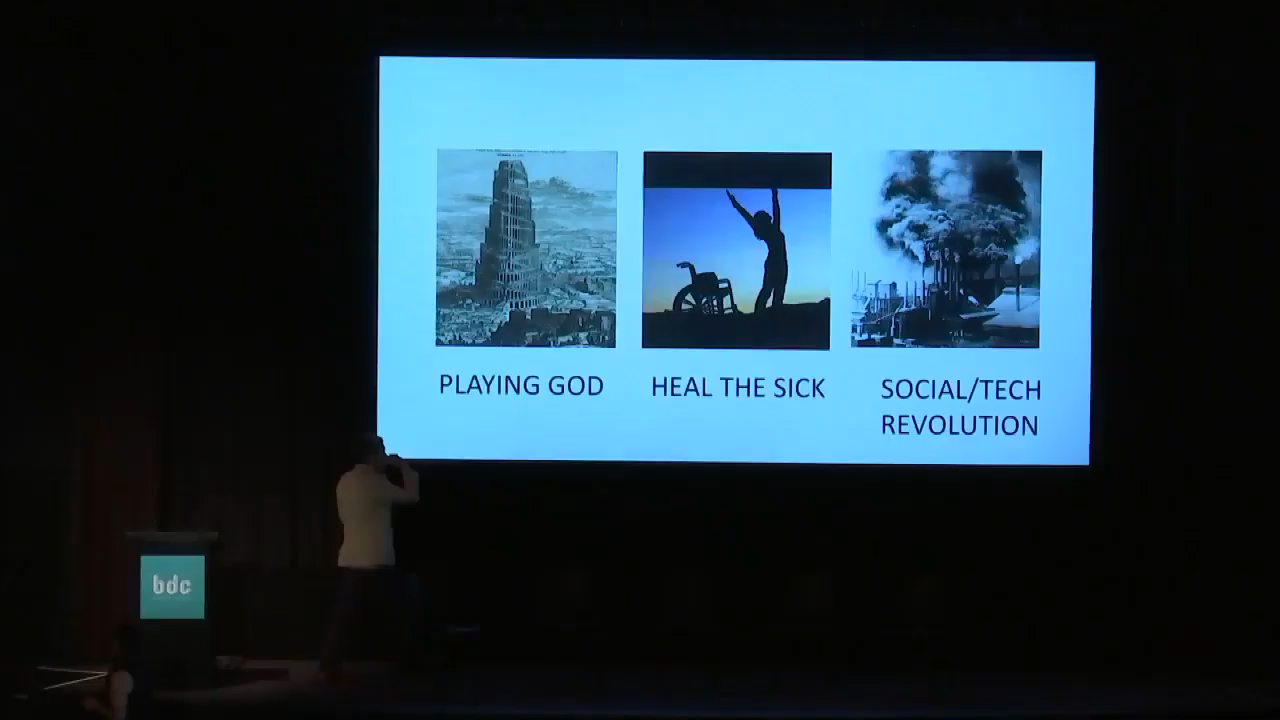 PLAYING GOD
HEAL THE SICK
SOCIAL/TECH
REVOLUTION
bdc